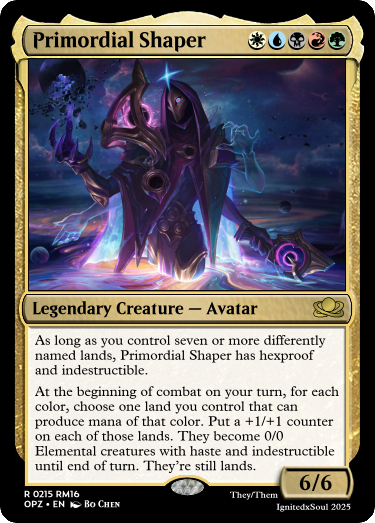 Primordial Shaper
Legendary Creature — Avatar
As long as you control seven or more differently
named lands, Primordial Shaper has hexproof
and indestructible.
At the beginning of combat on your turn, for each
color, choose one land you control that can
produce mana of that color. Put a +1/+1 counter
on each of those lands. They become 0/0
Elemental creatures with haste and indestructible
until end of turn. They’re still lands.
6/6
R 0215 RM16
OPZ • EN Bo Chen
They/Them
IgnitedxSoul 2025